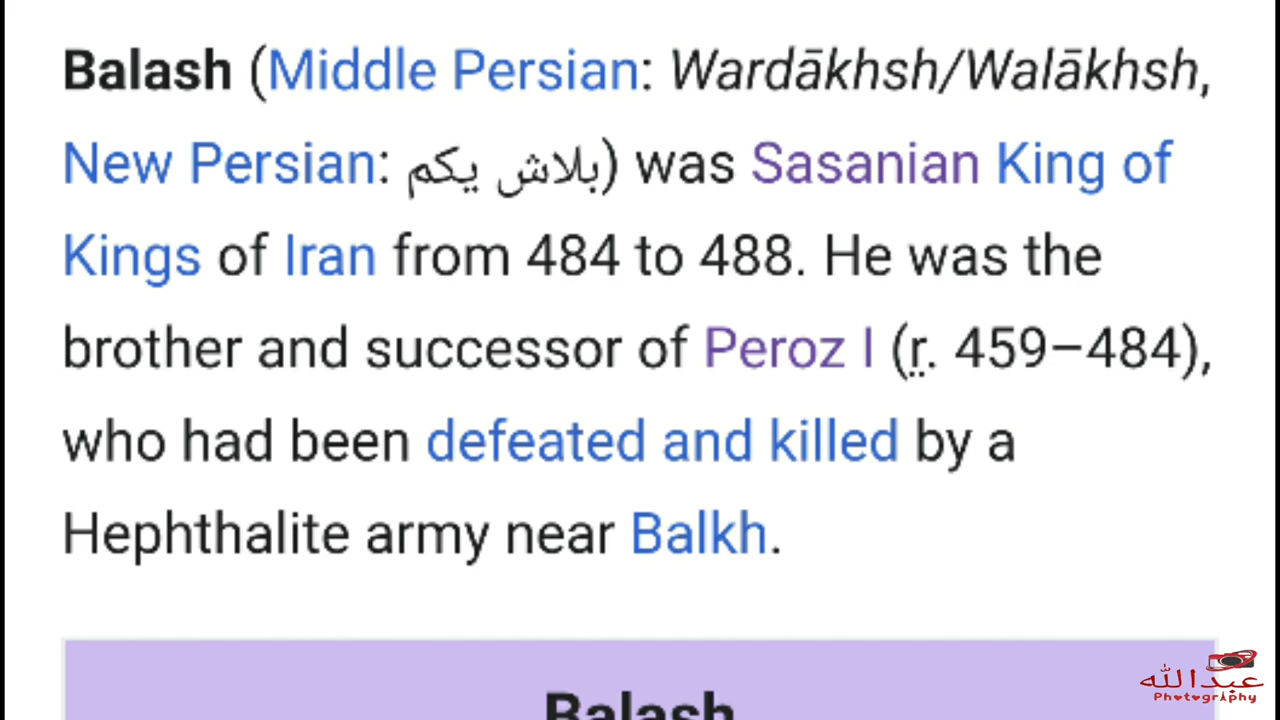 Balash (Middle Persian: Wardākhsh/Walākhsh,
New Persian: بلاش یکم) was Sasanian King of
Kings of Iran from 484 to 488. He was the
brother and successor of Peroz I (r. 459–484),
who had been defeated and killed by a
Hephthalite army near Balkh.
Balash
عبدالله
Photography